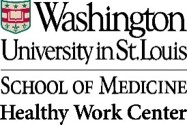 Washington
University in St. Louis
SCHOOL OF MEDICINE
Healthy Work Center